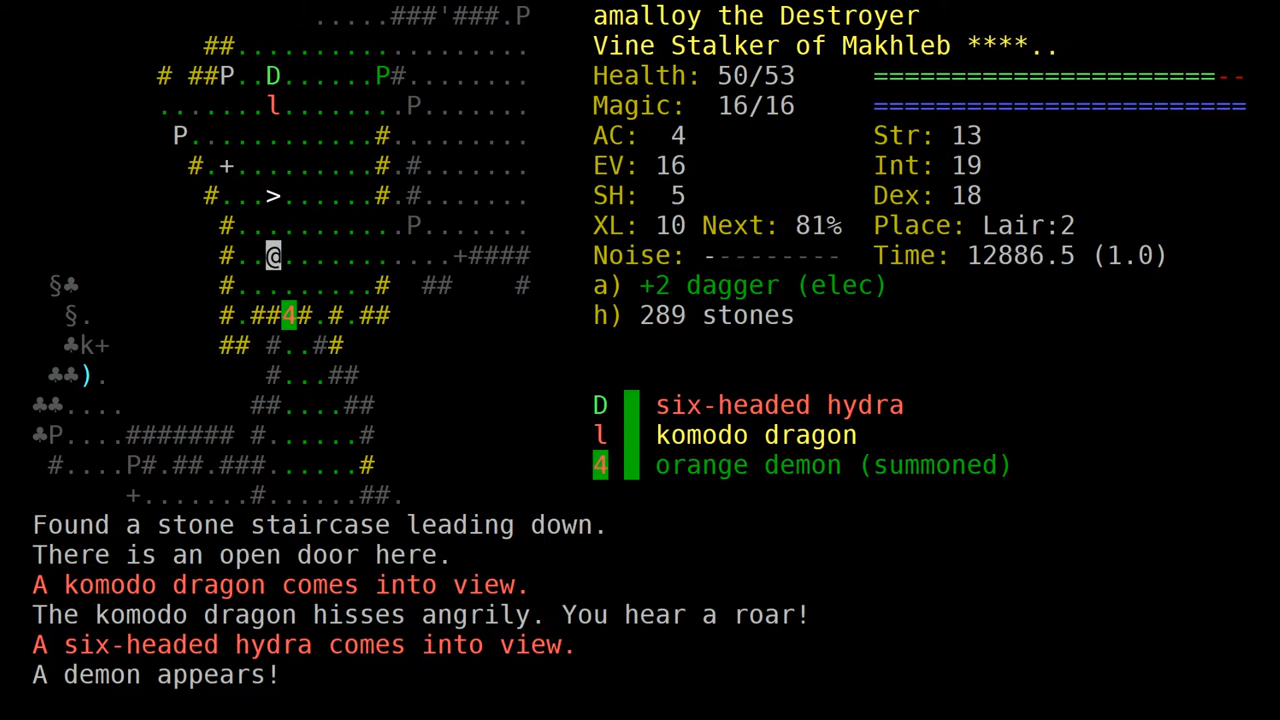 .....###'###.P
##...................
# ##P..D......P#........
.......l........P.......
P............#.........
#.+.........#.#.......
#...>......#.#.......
#...........P.......
#..@............+####
#.........# ## #
#.##4#.#.##
## #..##
#...##
##....##
#######  #......#
#....P#.##.###......#
+.......#......##.
§♣
§.
♣k+
♣♣).
♣♣....
♣P....
amalloy the Destroyer
Vine Stalker of Makhleb ****..
Health: 50/53 ======================--
Magic: 16/16 ========================
AC: 4 Str: 13
EV: 16 Int: 19
SH: 5 Dex: 18
XL: 10 Next: 81% Place: Lair:2
Noise: --------- Time: 12886.5 (1.0)
a) +2 dagger (elec)
h) 289 stones
D six-headed hydra
l komodo dragon
4 orange demon (summoned)
Found a stone staircase leading down.
There is an open door here.
A komodo dragon comes into view.
The komodo dragon hisses angrily. You hear a roar!
A six-headed hydra comes into view.
A demon appears!